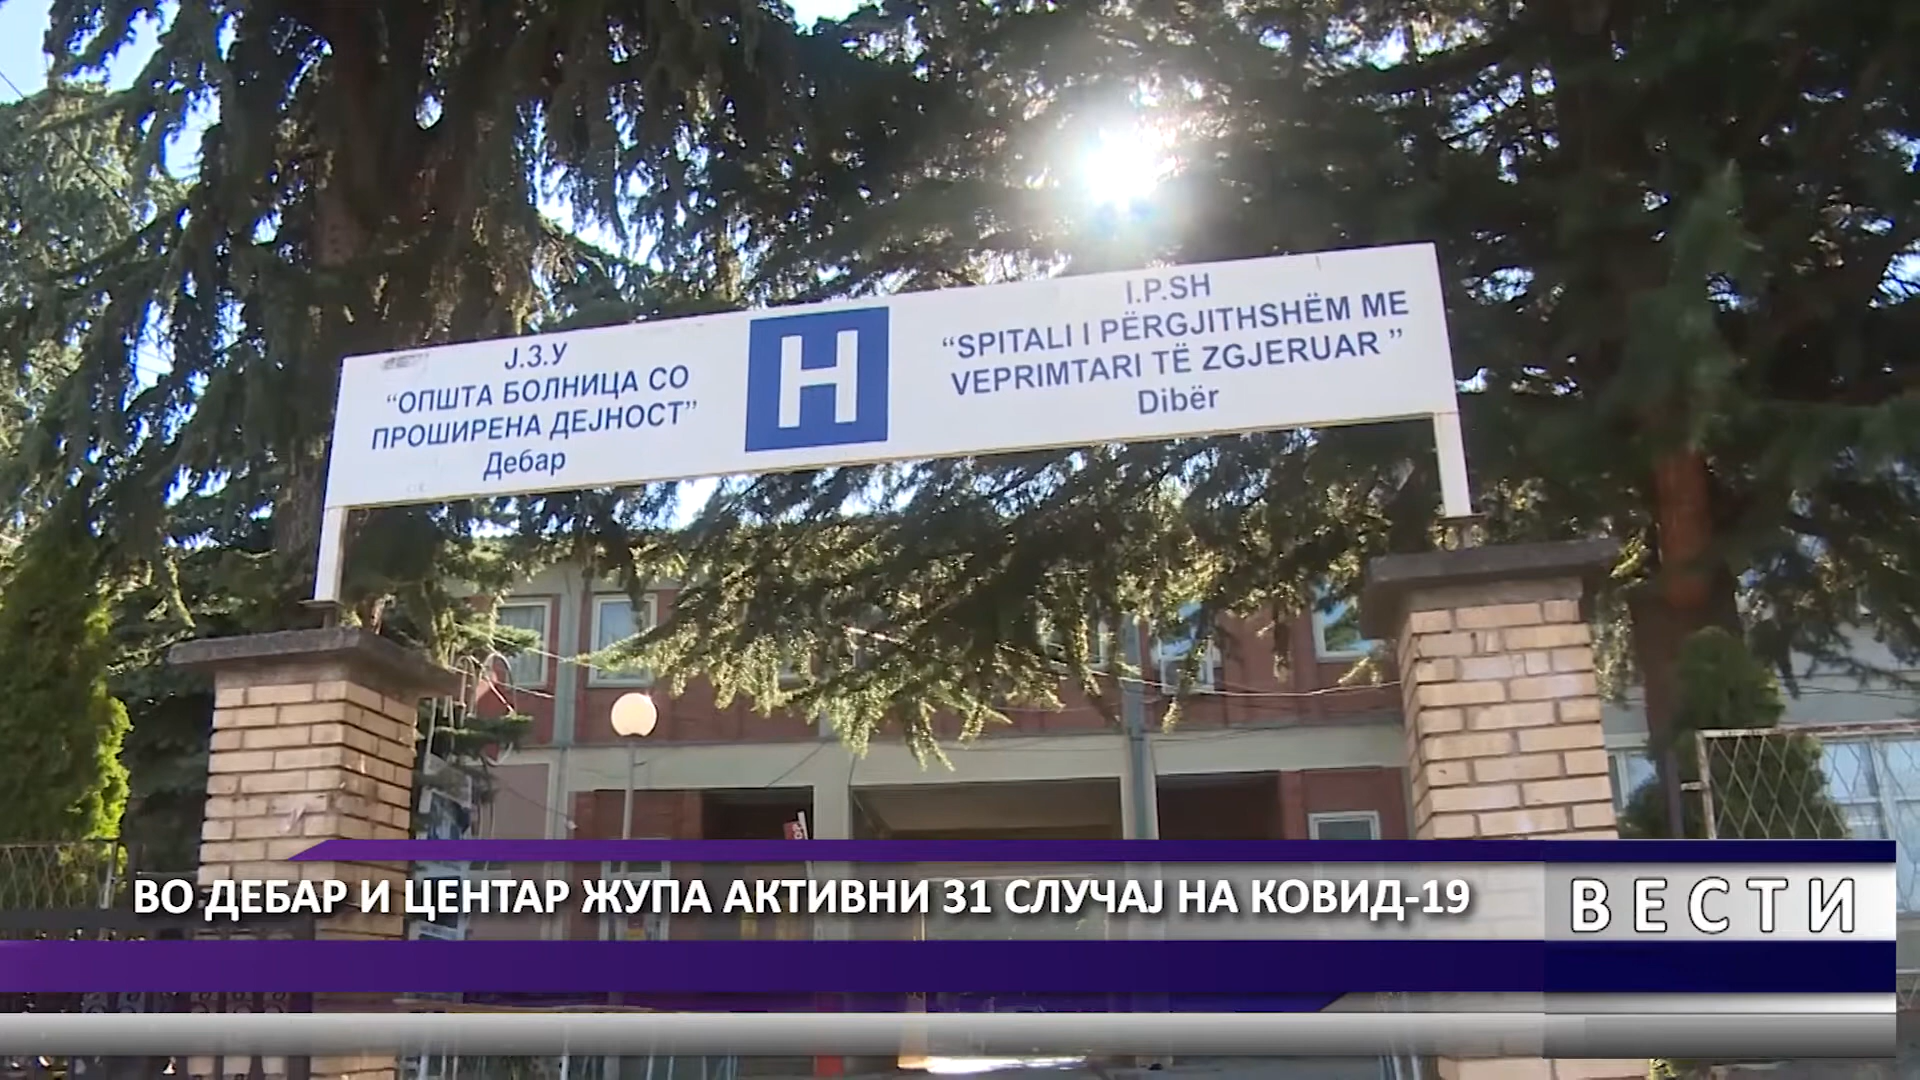 Ј.З.У
“ОПШТА БОЛНИЦА СО
ПРОШИРЕНА ДЕЈНОСТ”
Дебар
H
I.P.SH
“SPITALI I PËRGJITHSHËM ME
VEPRIMTARI TË ZGJERUAR ”
Dibër
ВО ДЕБАР И ЦЕНТАР ЖУПА АКТИВНИ 31 СЛУЧАЈ НА КОВИД-19
ВЕСТИ